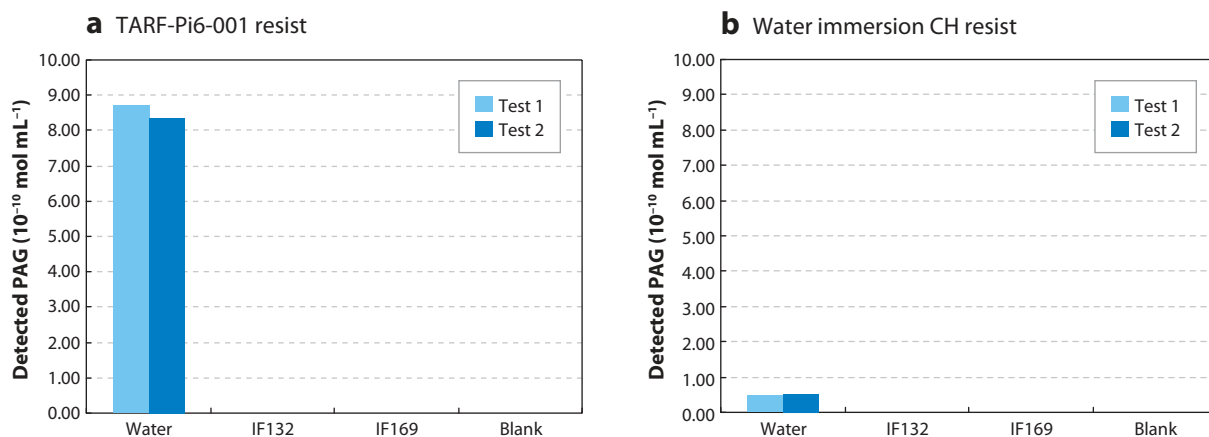 a TARF-Pi6-001 resist
Detected PAG (10⁻¹⁰ mol mL⁻¹)
10.00
9.00
8.00
7.00
6.00
5.00
4.00
3.00
2.00
1.00
0.00
Test 1
Test 2
Water IF132 IF169 Blank
b Water immersion CH resist
Detected PAG (10⁻¹⁰ mol mL⁻¹)
10.00
9.00
8.00
7.00
6.00
5.00
4.00
3.00
2.00
1.00
0.00
Test 1
Test 2
Water IF132 IF169 Blank